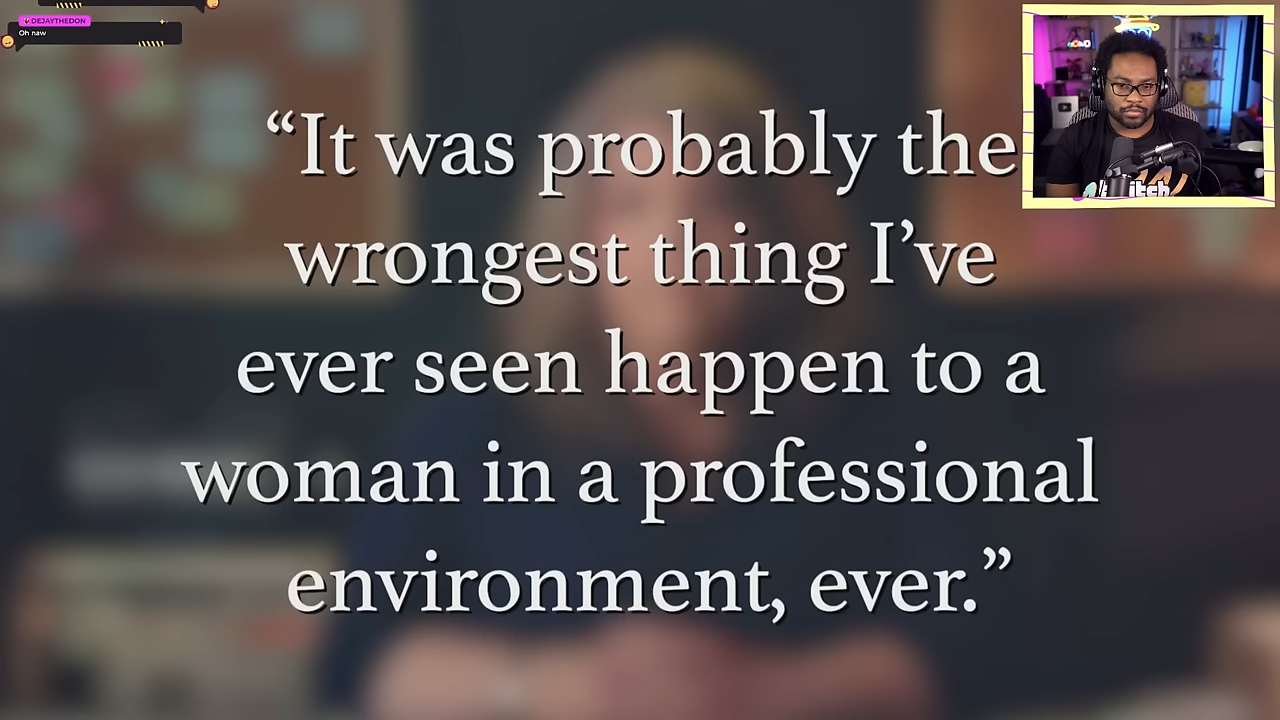 DEJAYTHEDON
Oh naw
“It was probably the
wrongest thing I’ve
ever seen happen to a
woman in a professional
environment, ever.”